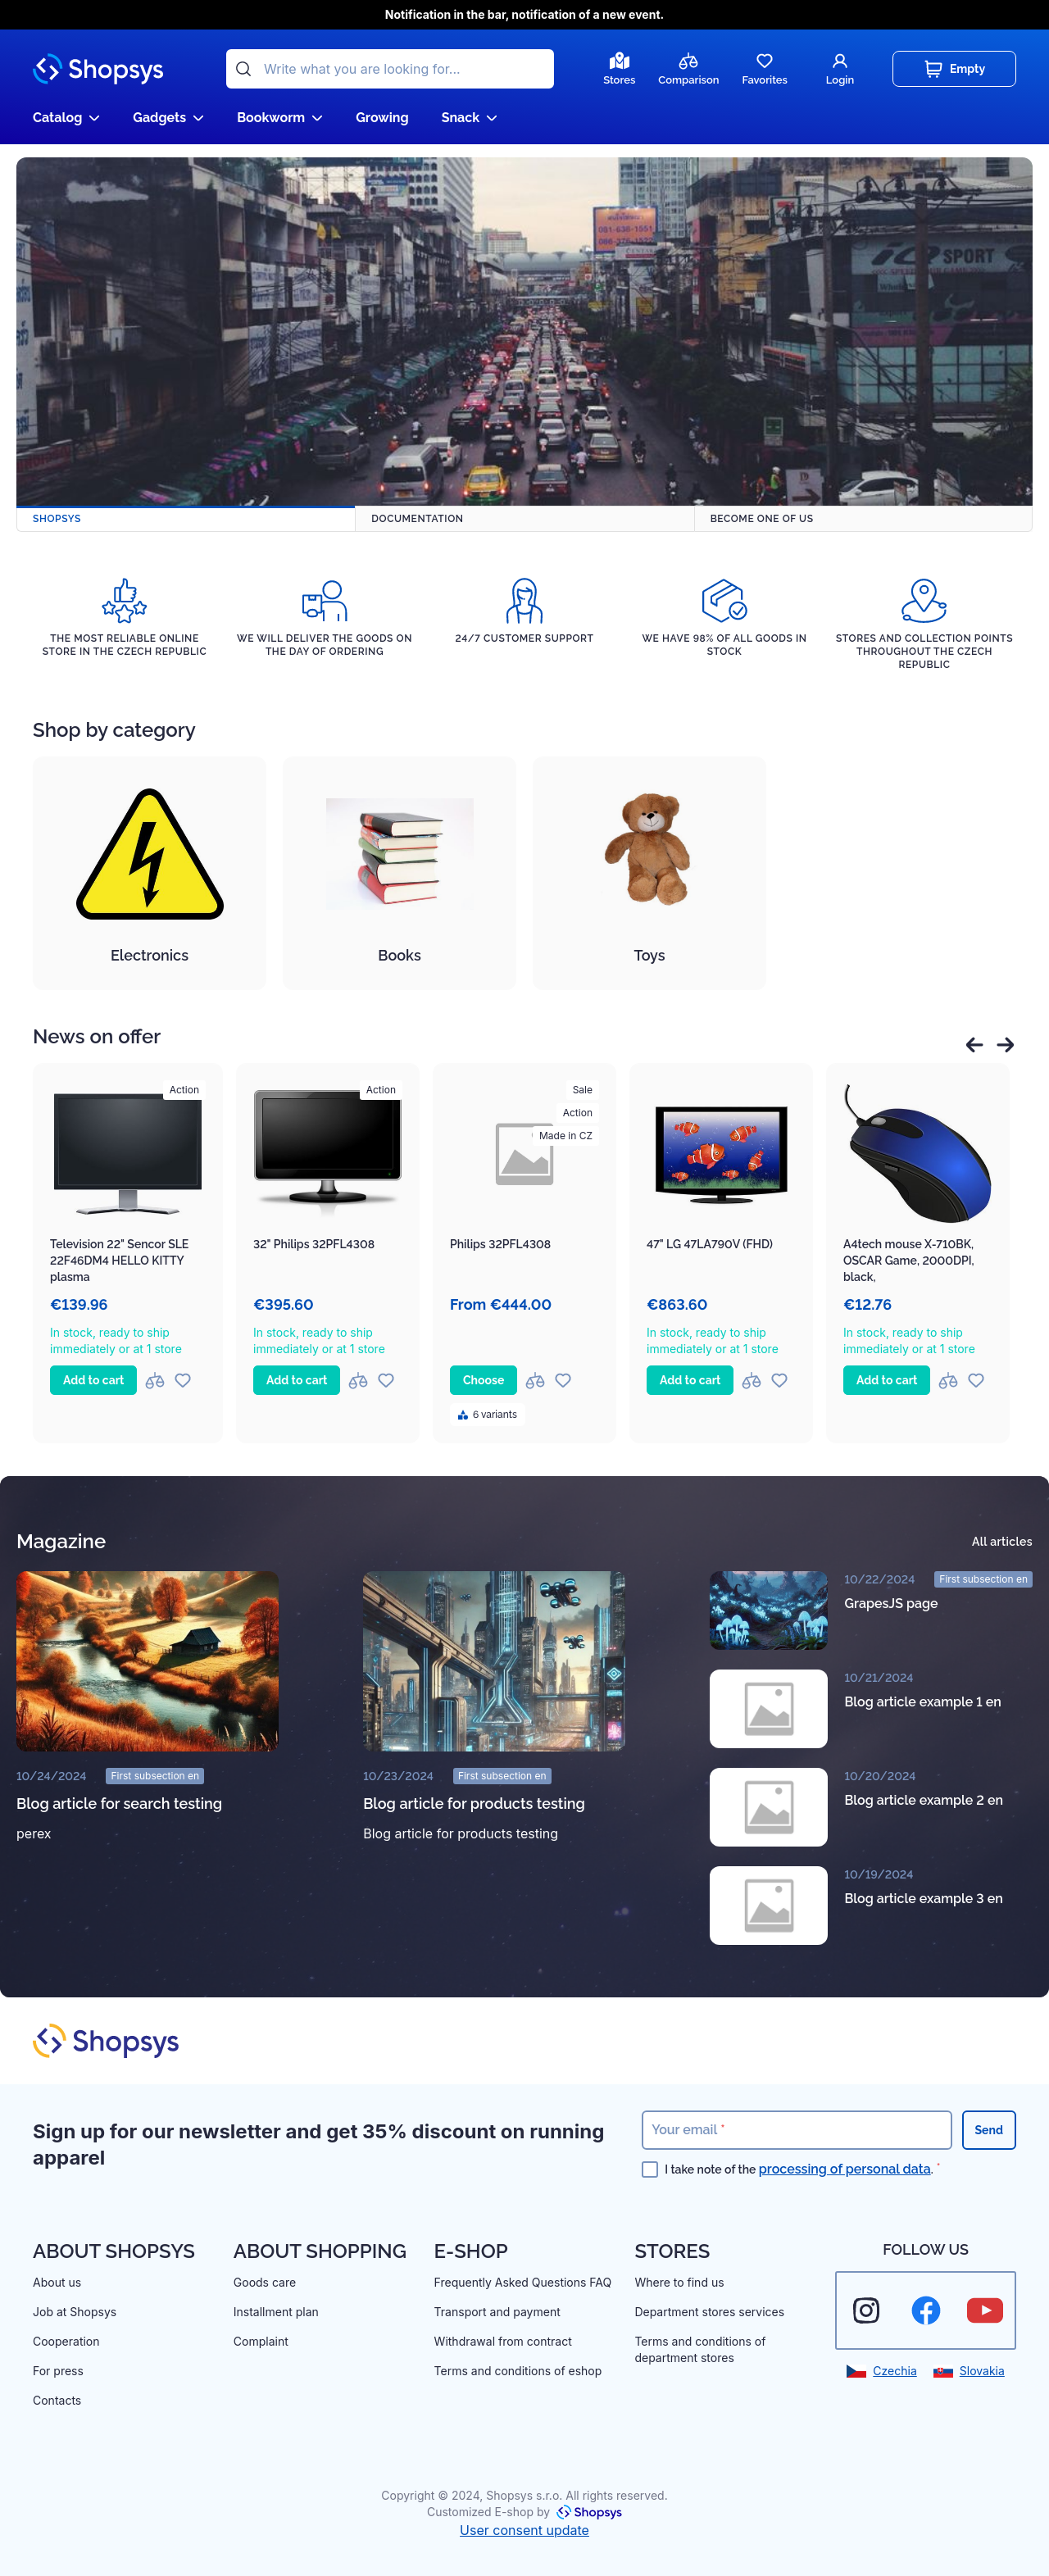 Notification in the bar, notification of a new event.
Shopsys
Write what you are looking for...
Stores
Comparison
Favorites
Login
Empty
Catalog
Gadgets
Bookworm
Growing
Snack
081-638-1551
SPORT
SHOPSYS
DOCUMENTATION
BECOME ONE OF US
THE MOST RELIABLE ONLINE
STORE IN THE CZECH REPUBLIC
WE WILL DELIVER THE GOODS ON
THE DAY OF ORDERING
24/7 CUSTOMER SUPPORT
WE HAVE 98% OF ALL GOODS IN
STOCK
STORES AND COLLECTION POINTS
THROUGHOUT THE CZECH
REPUBLIC
Shop by category
Electronics
Books
Toys
News on offer
Action
Television 22" Sencor SLE
22F46DM4 HELLO KITTY
plasma
€139.96
In stock, ready to ship
immediately or at 1 store
Add to cart
Action
32" Philips 32PFL4308
€395.60
In stock, ready to ship
immediately or at 1 store
Add to cart
Sale
Action
Made in CZ
Philips 32PFL4308
From €444.00
Choose
6 variants
47" LG 47LA790V (FHD)
€863.60
In stock, ready to ship
immediately or at 1 store
Add to cart
A4tech mouse X-710BK,
OSCAR Game, 2000DPI,
black,
€12.76
In stock, ready to ship
immediately or at 1 store
Add to cart
Magazine
All articles
10/24/2024
First subsection en
Blog article for search testing
perex
10/23/2024
First subsection en
Blog article for products testing
Blog article for products testing
10/22/2024
First subsection en
GrapesJS page
10/21/2024
Blog article example 1 en
10/20/2024
Blog article example 2 en
10/19/2024
Blog article example 3 en
Shopsys
Sign up for our newsletter and get 35% discount on running
apparel
Your email *
Send
I take note of the processing of personal data. *
ABOUT SHOPSYS
About us
Job at Shopsys
Cooperation
For press
Contacts
ABOUT SHOPPING
Goods care
Installment plan
Complaint
E-SHOP
Frequently Asked Questions FAQ
Transport and payment
Withdrawal from contract
Terms and conditions of eshop
STORES
Where to find us
Department stores services
Terms and conditions of
department stores
FOLLOW US
Czechia
Slovakia
Copyright © 2024, Shopsys s.r.o. All rights reserved.
Customized E-shop by Shopsys
User consent update